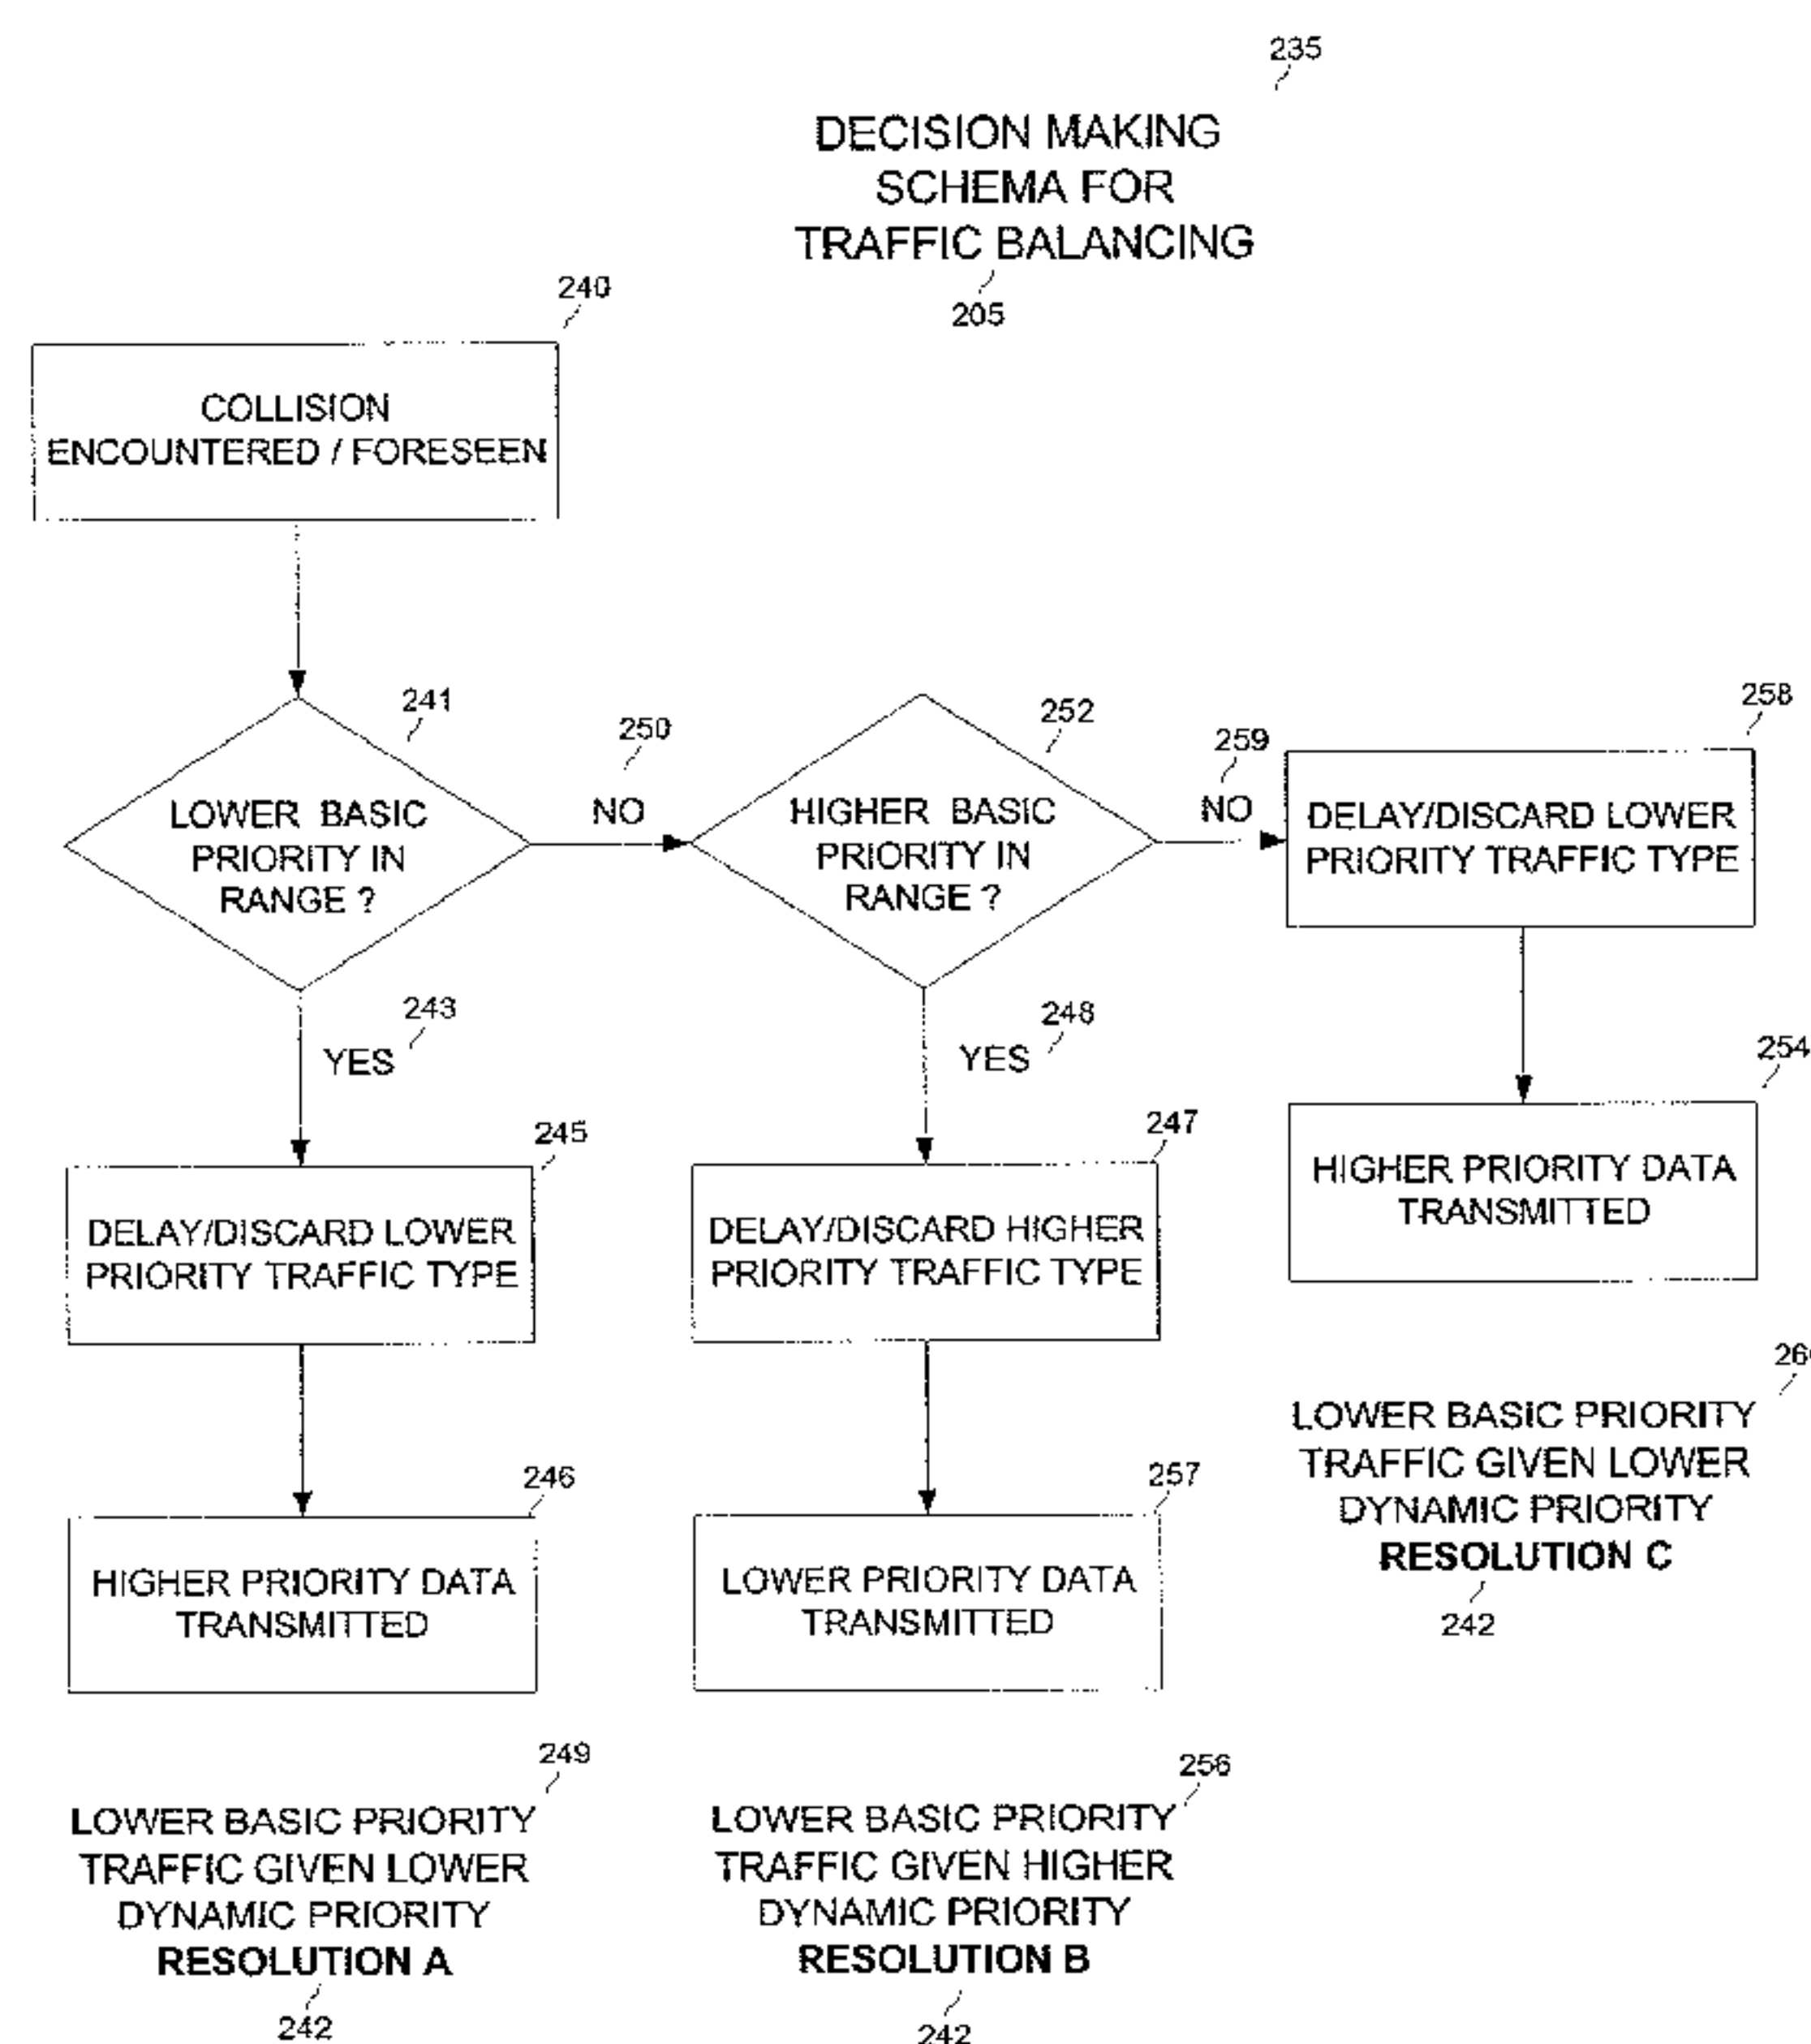 235
DECISION MAKING
SCHEMA FOR
TRAFFIC BALANCING
205
240
COLLISION
ENCOUNTERED / FORESEEN
241
LOWER BASIC
PRIORITY IN
RANGE ?
250
NO
252
HIGHER BASIC
PRIORITY IN
RANGE ?
259
NO
258
DELAY/DISCARD LOWER
PRIORITY TRAFFIC TYPE
243
YES
248
YES
254
HIGHER PRIORITY DATA
TRANSMITTED
245
DELAY/DISCARD LOWER
PRIORITY TRAFFIC TYPE
247
DELAY/DISCARD HIGHER
PRIORITY TRAFFIC TYPE
LOWER BASIC PRIORITY
TRAFFIC GIVEN LOWER
DYNAMIC PRIORITY
RESOLUTION C
242
246
HIGHER PRIORITY DATA
TRANSMITTED
257
LOWER PRIORITY DATA
TRANSMITTED
249
LOWER BASIC PRIORITY
TRAFFIC GIVEN LOWER
DYNAMIC PRIORITY
RESOLUTION A
242
256
LOWER BASIC PRIORITY
TRAFFIC GIVEN HIGHER
DYNAMIC PRIORITY
RESOLUTION B
242